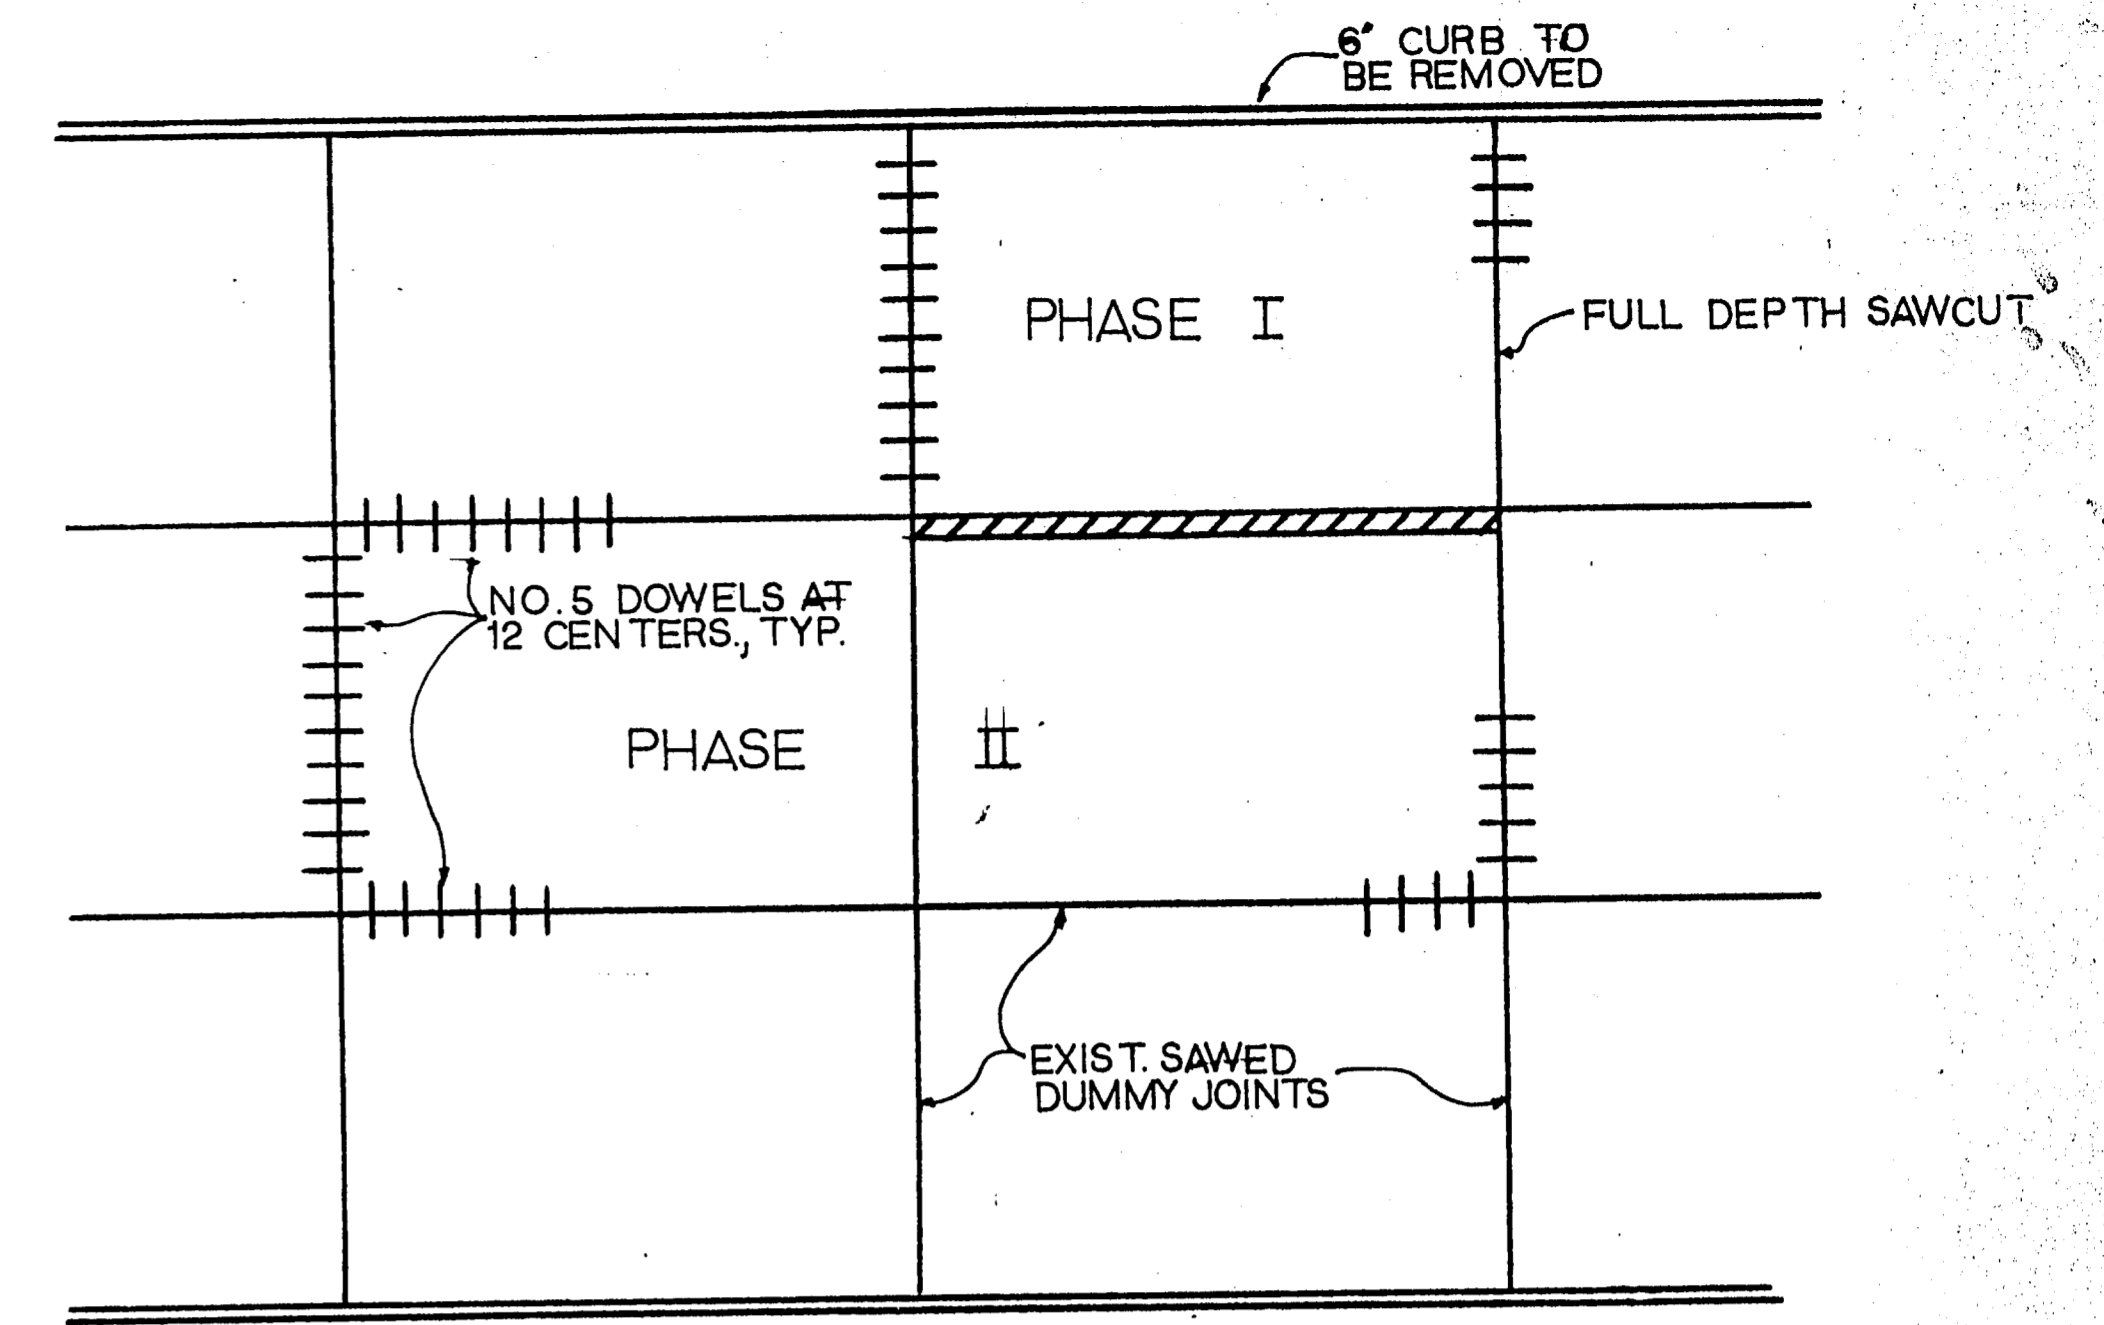 6" CURB TO
BE REMOVED
PHASE I
FULL DEPTH SAWCUT
NO. 5 DOWELS AT
12 CENTERS., TYP.
PHASE II
EXIST. SAWED
DUMMY JOINTS